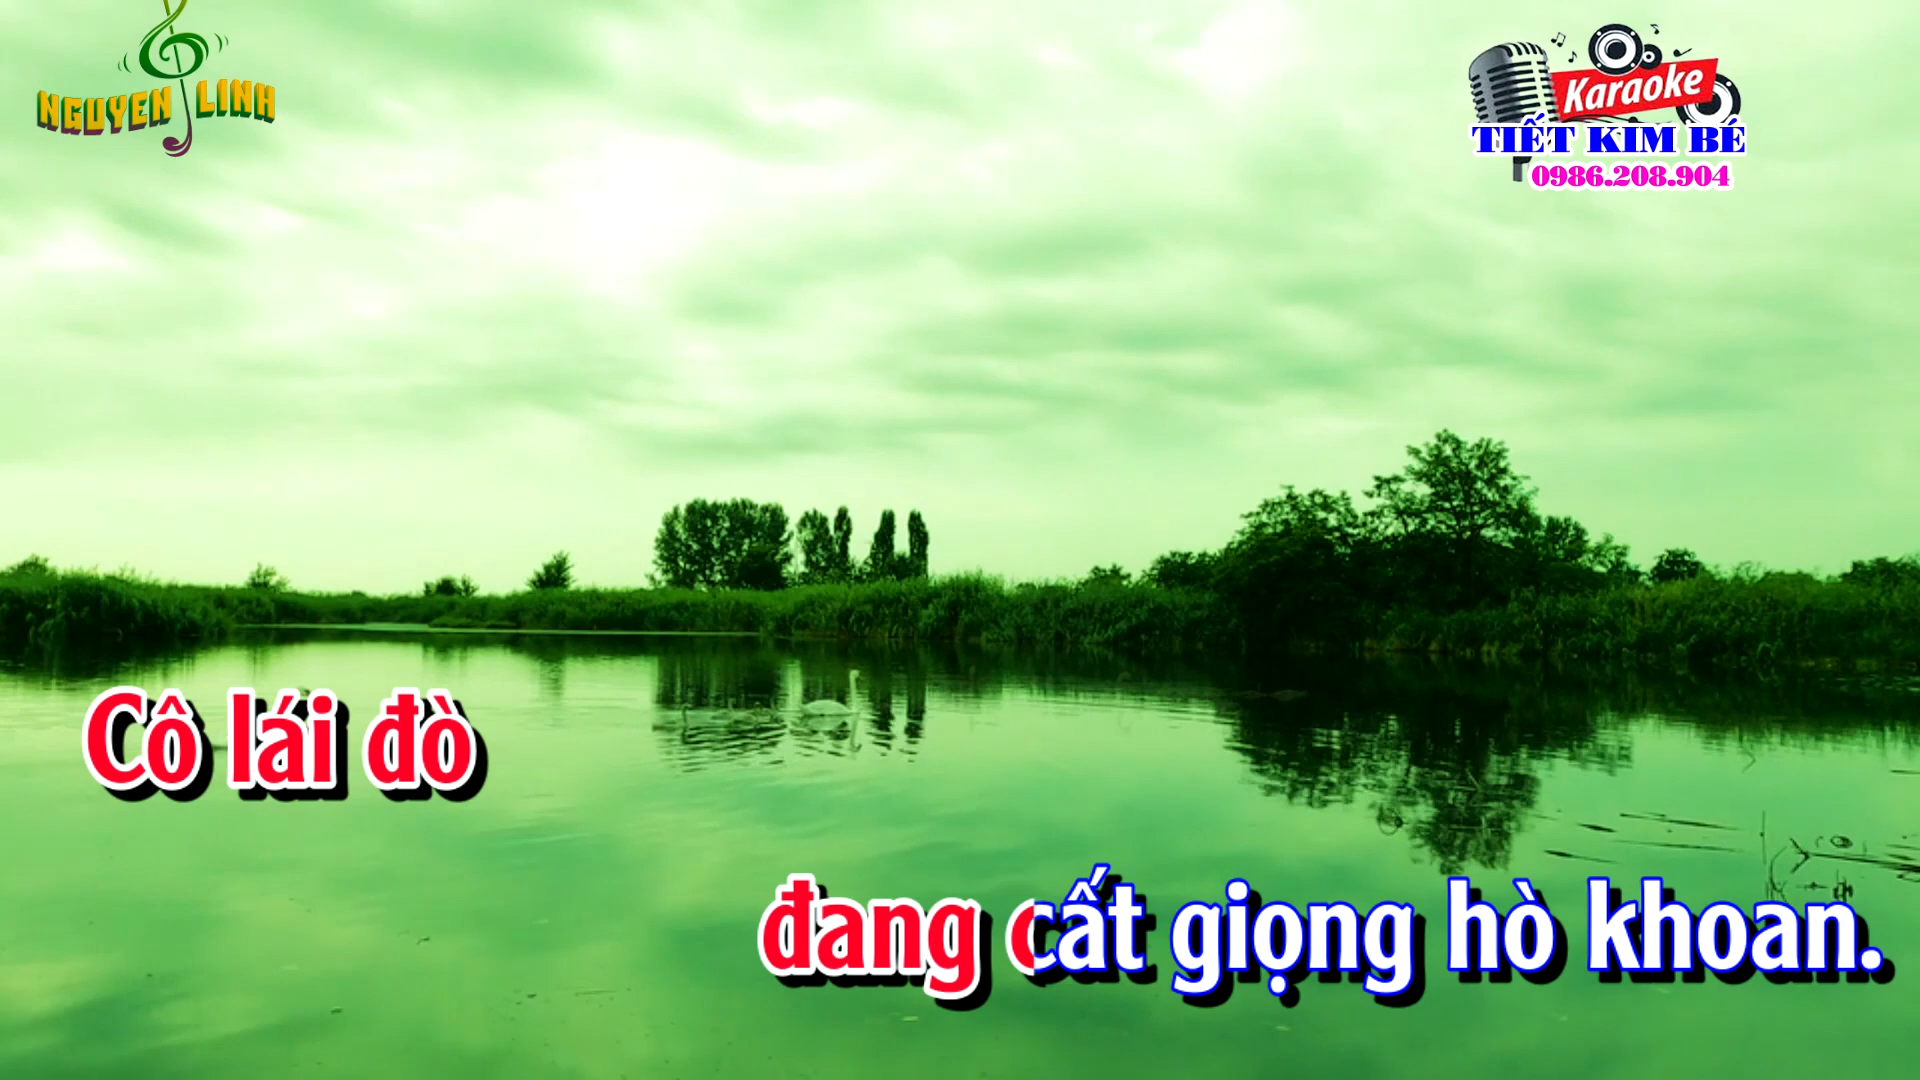 NGUYEN LINH
Karaoke
TIẾT KIM BÉ
0986.208.904
Cô lái đò
đang cất giọng hò khoan.